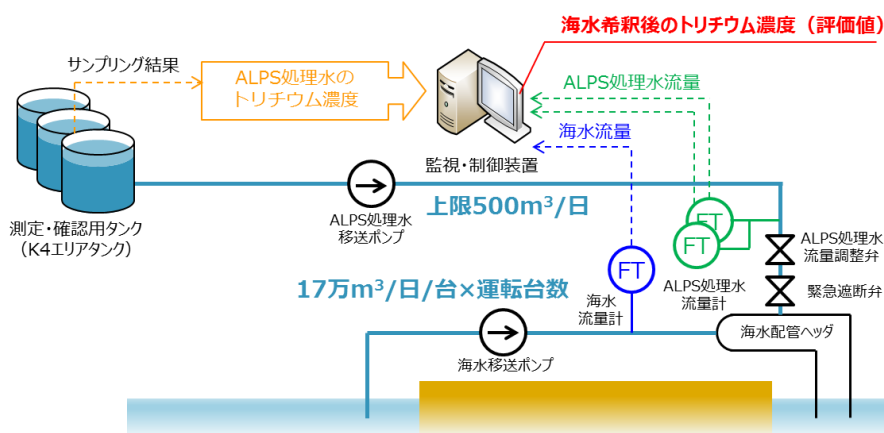 海水希釈後のトリチウム濃度（評価値）
サンプリング結果
ALPS処理水の
トリチウム濃度
ALPS処理水流量
海水流量
監視・制御装置
測定・確認用タンク
（K4エリアタンク）
ALPS処理水
移送ポンプ
上限500m³/日
FT
FT
ALPS処理水
流量計
ALPS処理水
流量調整弁
緊急遮断弁
17万m³/日/台×運転台数
FT
海水
流量計
海水配管ヘッダ
海水移送ポンプ